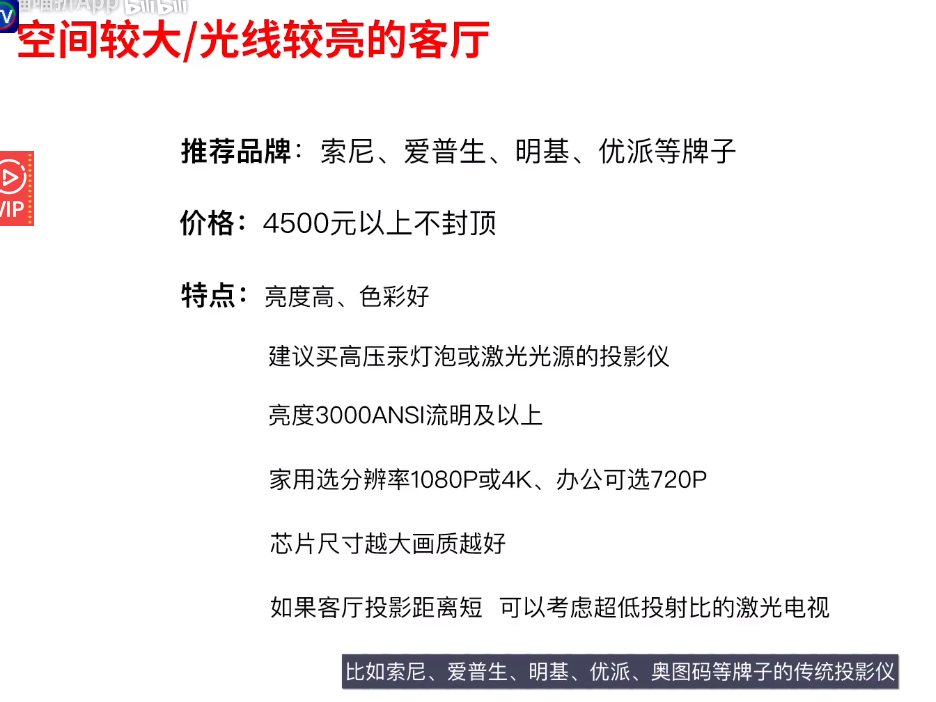 bilibili
空间较大/光线较亮的客厅
推荐品牌：索尼、爱普生、明基、优派等牌子
价格：4500元以上不封顶
VIP
特点：亮度高、色彩好
建议买高压汞灯泡或激光光源的投影仪
亮度3000ANSI流明及以上
家用选分辨率1080P或4K、办公可选720P
芯片尺寸越大画质越好
如果客厅投影距离短 可以考虑超低投射比的激光电视
比如索尼、爱普生、明基、优派、奥图码等牌子的传统投影仪